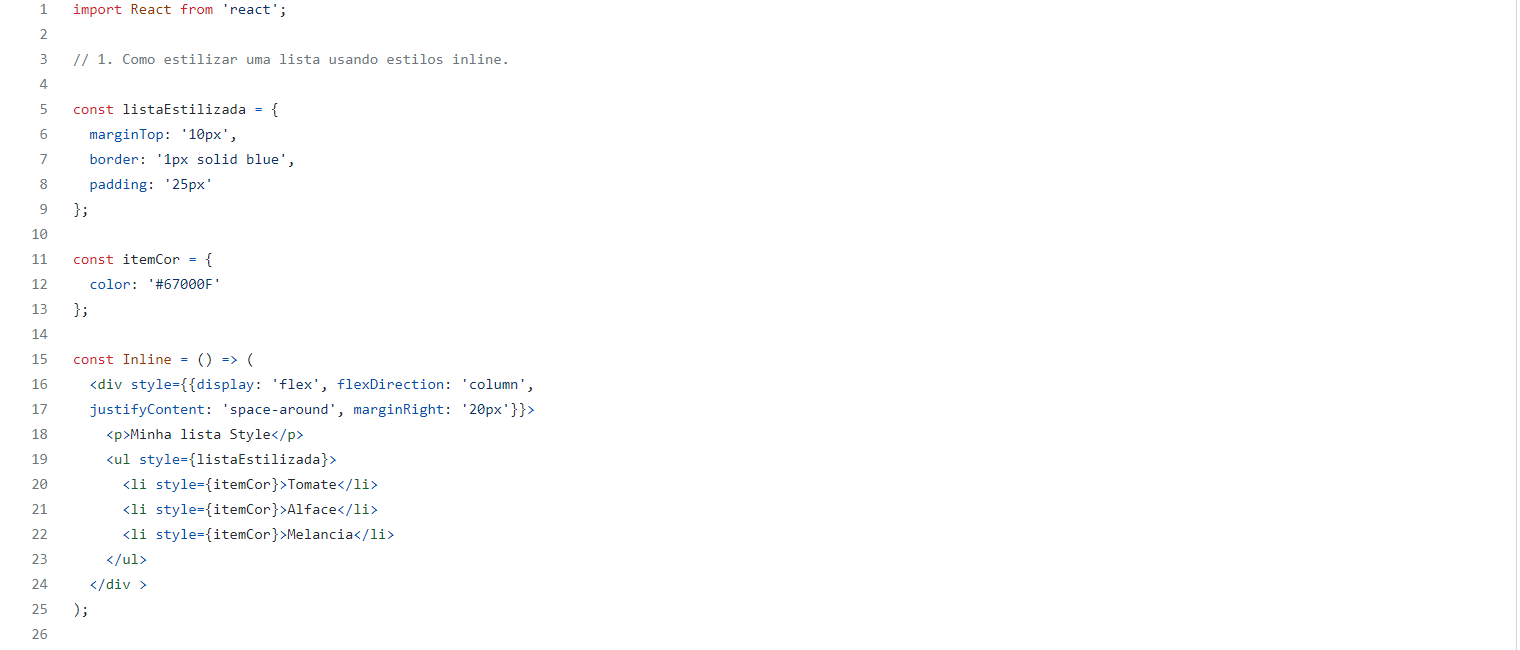 1 import React from 'react';
2
3 // 1. Como estilizar uma lista usando estilos inline.
4
5 const listaEstilizada = {
6   marginTop: '10px',
7   border: '1px solid blue',
8   padding: '25px'
9 };
10
11 const itemCor = {
12   color: '#67000F'
13 };
14
15 const Inline = () => (
16   <div style={{display: 'flex', flexDirection: 'column',
17   justifyContent: 'space-around', marginRight: '20px'}}>
18     <p>Minha lista Style</p>
19     <ul style={listaEstilizada}>
20       <li style={itemCor}>Tomate</li>
21       <li style={itemCor}>Alface</li>
22       <li style={itemCor}>Melancia</li>
23     </ul>
24   </div >
25 );
26